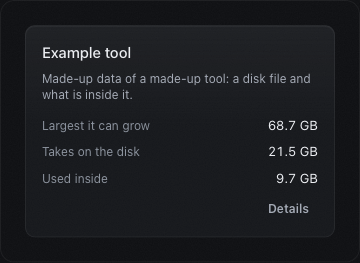 Example tool
Made-up data of a made-up tool: a disk file and
what is inside it.
Largest it can grow 68.7 GB
Takes on the disk 21.5 GB
Used inside 9.7 GB
Details